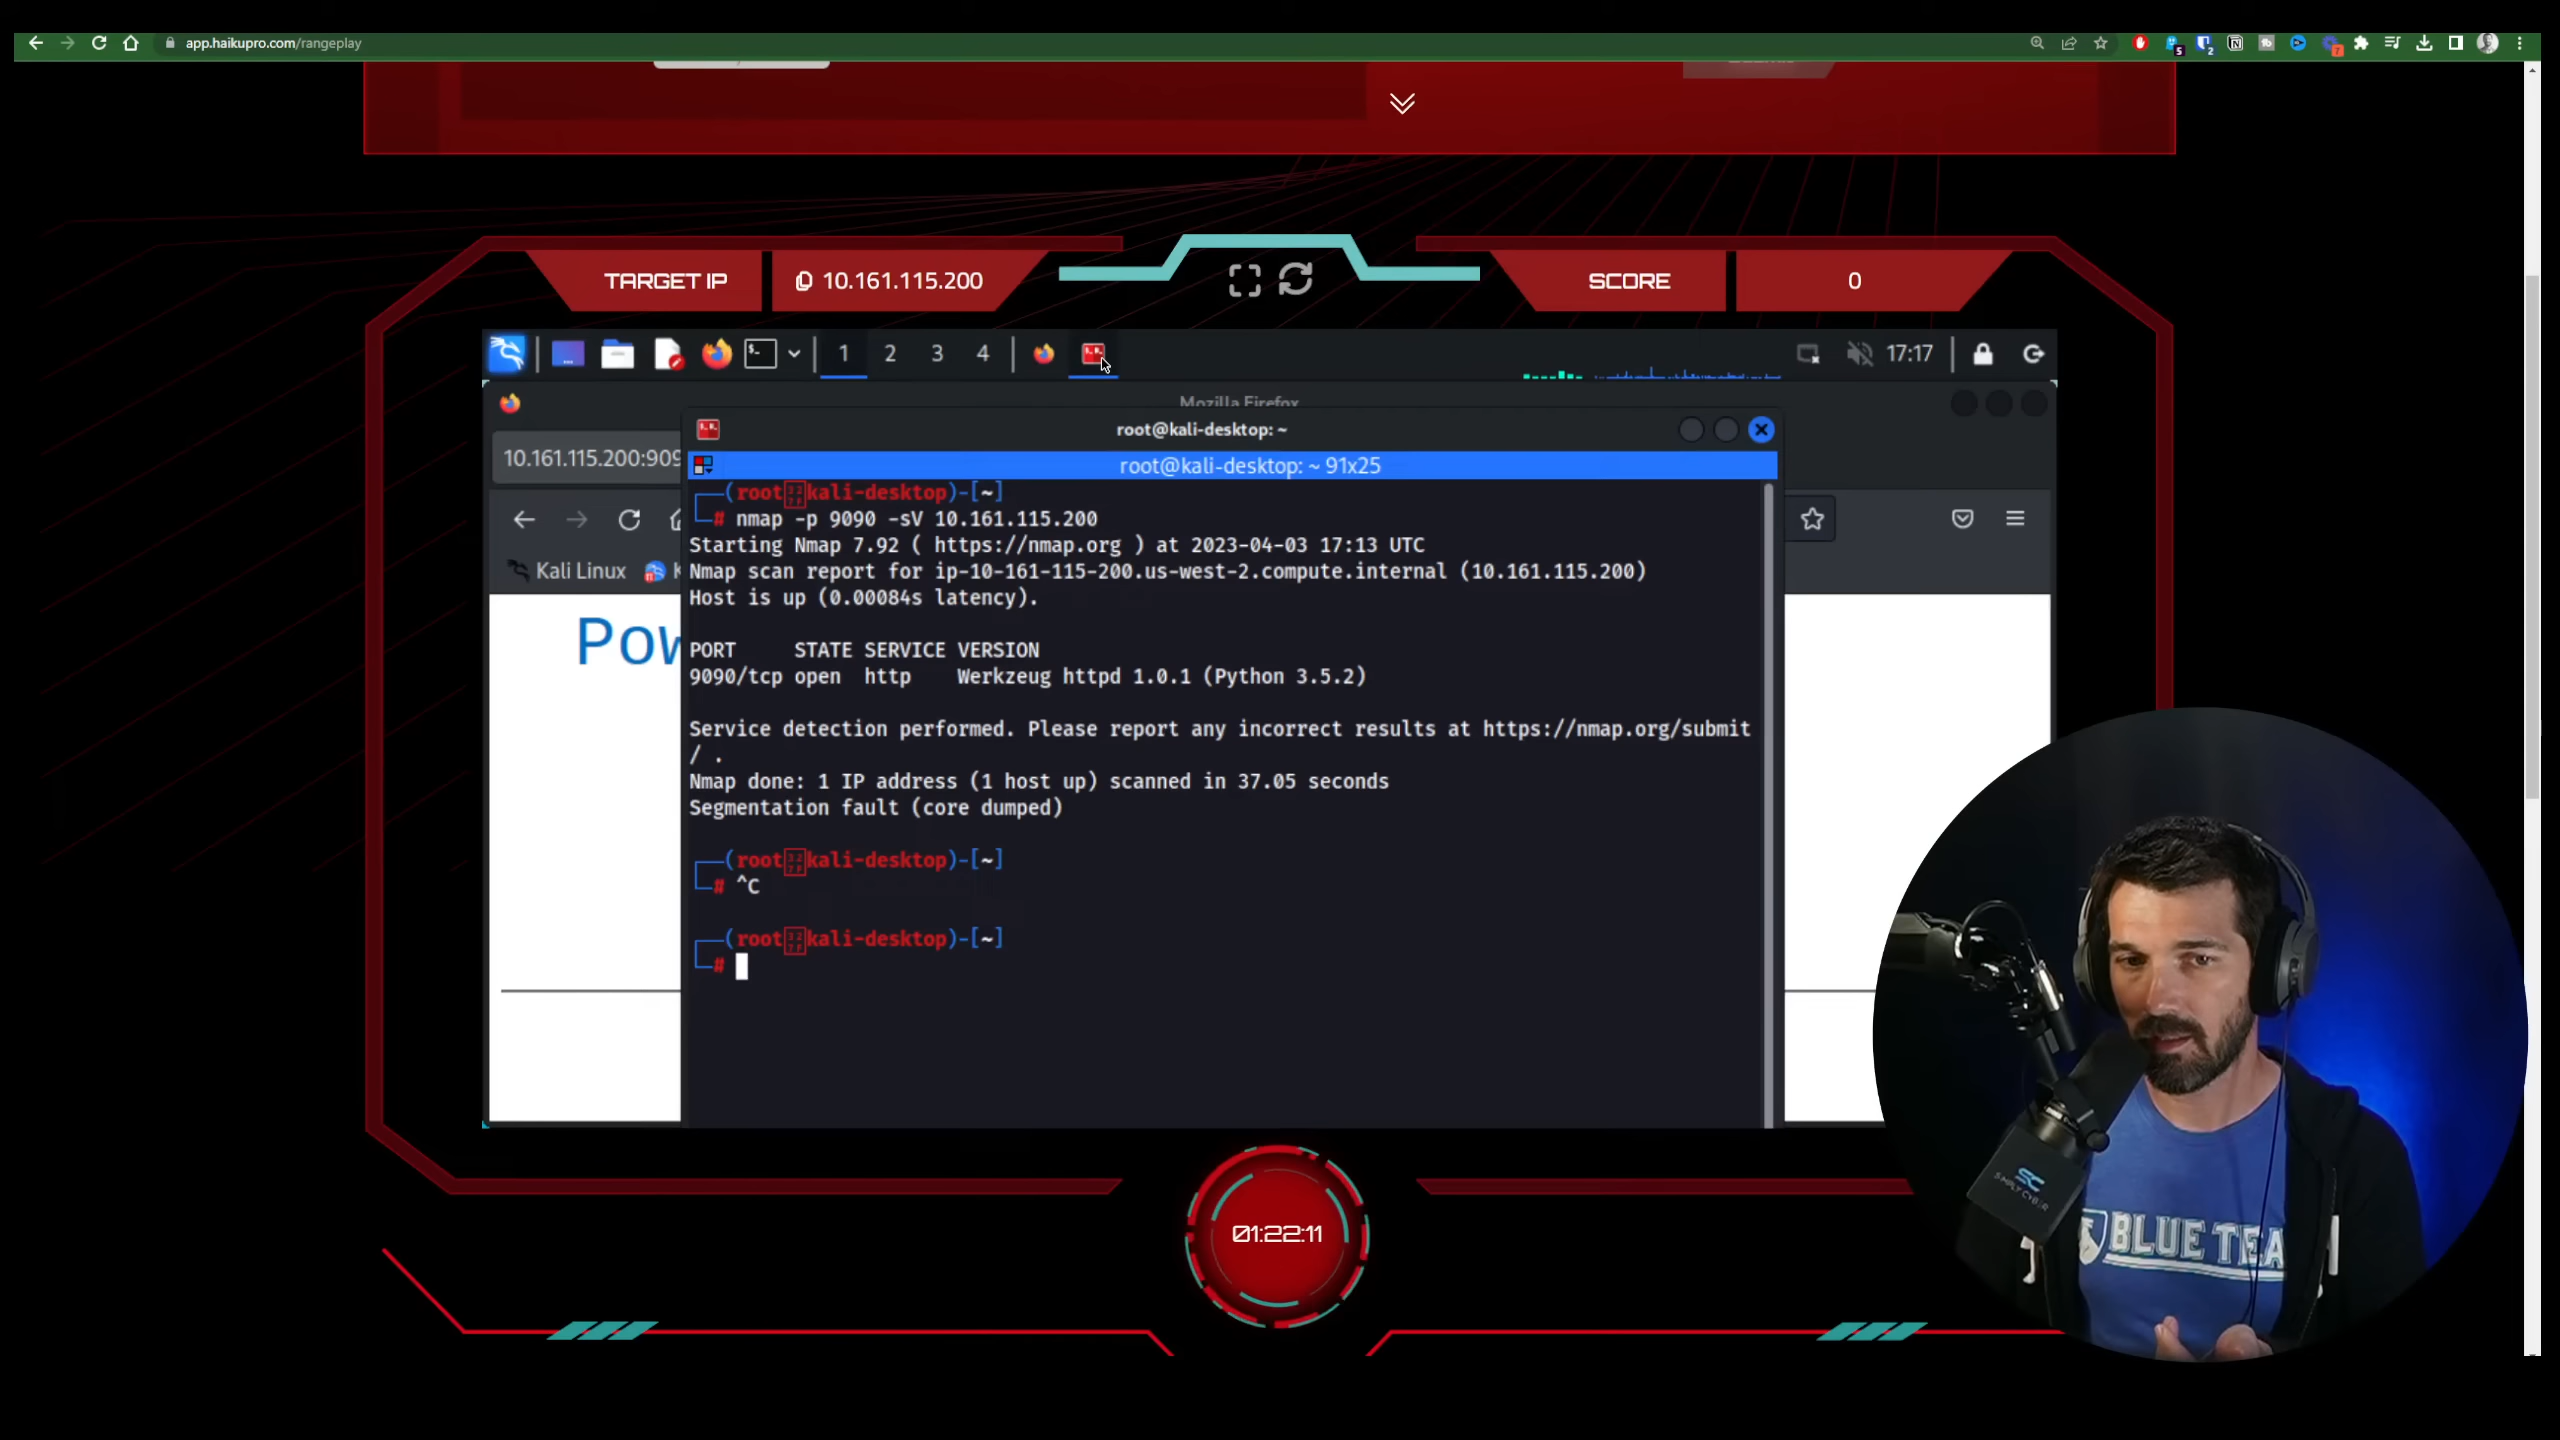 app.haikupro.com/rangeplay
TARGET IP
10.161.115.200
SCORE
0
1 2 3 4
17:17
Mozilla Firefox
root@kali-desktop: ~
10.161.115.200:909
root@kali-desktop: ~ 91x25
(root kali-desktop)-[~]
# nmap -p 9090 -sV 10.161.115.200
Starting Nmap 7.92 ( https://nmap.org ) at 2023-04-03 17:13 UTC
Nmap scan report for ip-10-161-115-200.us-west-2.compute.internal (10.161.115.200)
Kali Linux
Host is up (0.00084s latency).
Pow
PORT STATE SERVICE VERSION
9090/tcp open http Werkzeug httpd 1.0.1 (Python 3.5.2)
Service detection performed. Please report any incorrect results at https://nmap.org/submit
/ .
Nmap done: 1 IP address (1 host up) scanned in 37.05 seconds
Segmentation fault (core dumped)
(root kali-desktop)-[~]
# ^C
(root kali-desktop)-[~]
#
SIMPLY CYBER
BLUE TEA
01:22:11